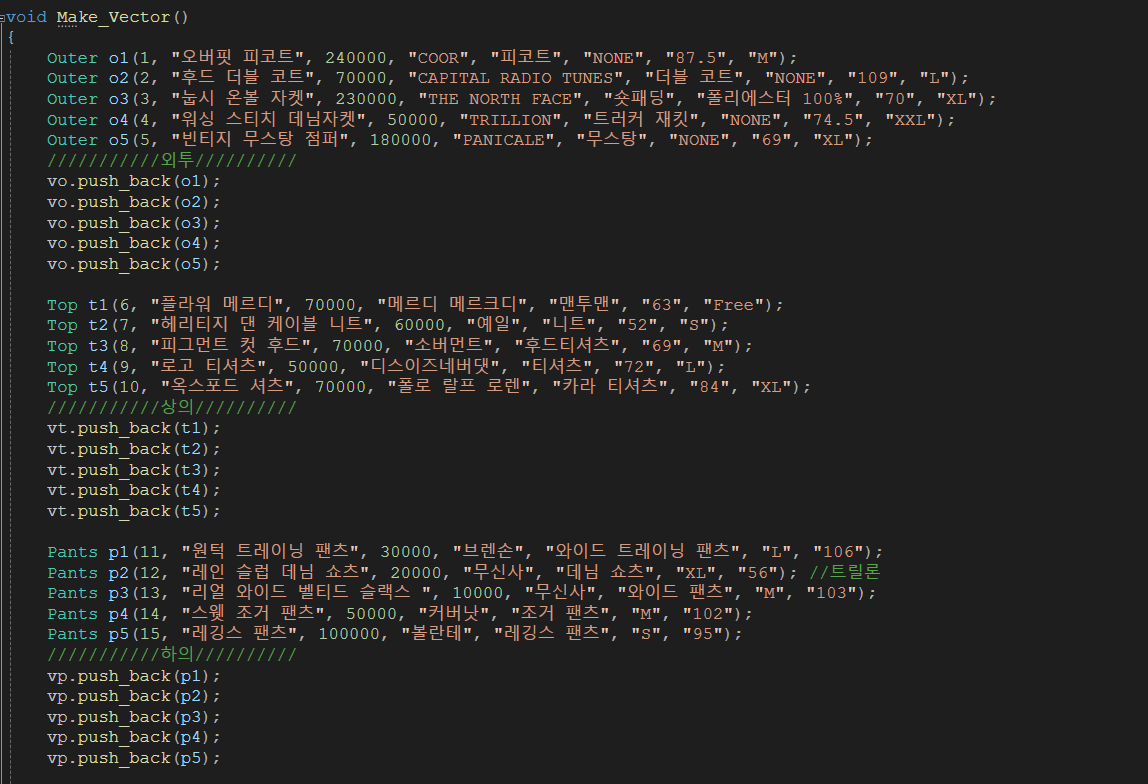 void Make_Vector()
{
Outer o1(1, "오버핏 피코트", 240000, "COOR", "피코트", "NONE", "87.5", "M");
Outer o2(2, "후드 더블 코트", 70000, "CAPITAL RADIO TUNES", "더블 코트", "NONE", "109", "L");
Outer o3(3, "눕시 온볼 자켓", 230000, "THE NORTH FACE", "숏패딩", "폴리에스터 100%", "70", "XL");
Outer o4(4, "워싱 스티치 데님자켓", 50000, "TRILLION", "트러커 재킷", "NONE", "74.5", "XXL");
Outer o5(5, "빈티지 무스탕 점퍼", 180000, "PANICALE", "무스탕", "NONE", "69", "XL");
///////////외투//////////
vo.push_back(o1);
vo.push_back(o2);
vo.push_back(o3);
vo.push_back(o4);
vo.push_back(o5);
Top t1(6, "플라워 메르디", 70000, "메르디 메르크디", "맨투맨", "63", "Free");
Top t2(7, "헤리티지 댄 케이블 니트", 60000, "예일", "니트", "52", "S");
Top t3(8, "피그먼트 컷 후드", 70000, "소버먼트", "후드티셔츠", "69", "M");
Top t4(9, "로고 티셔츠", 50000, "디스이즈네버댓", "티셔츠", "72", "L");
Top t5(10, "옥스포드 셔츠", 70000, "폴로 랄프 로렌", "카라 티셔츠", "84", "XL");
///////////상의//////////
vt.push_back(t1);
vt.push_back(t2);
vt.push_back(t3);
vt.push_back(t4);
vt.push_back(t5);
Pants p1(11, "원턱 트레이닝 팬츠", 30000, "브렌손", "와이드 트레이닝 팬츠", "L", "106");
Pants p2(12, "레인 슬럽 데님 쇼츠", 20000, "무신사", "데님 쇼츠", "XL", "56"); //트릴론
Pants p3(13, "리얼 와이드 벨티드 슬랙스 ", 10000, "무신사", "와이드 팬츠", "M", "103");
Pants p4(14, "스웻 조거 팬츠", 50000, "커버낫", "조거 팬츠", "M", "102");
Pants p5(15, "레깅스 팬츠", 100000, "볼란테", "레깅스 팬츠", "S", "95");
///////////하의//////////
vp.push_back(p1);
vp.push_back(p2);
vp.push_back(p3);
vp.push_back(p4);
vp.push_back(p5);